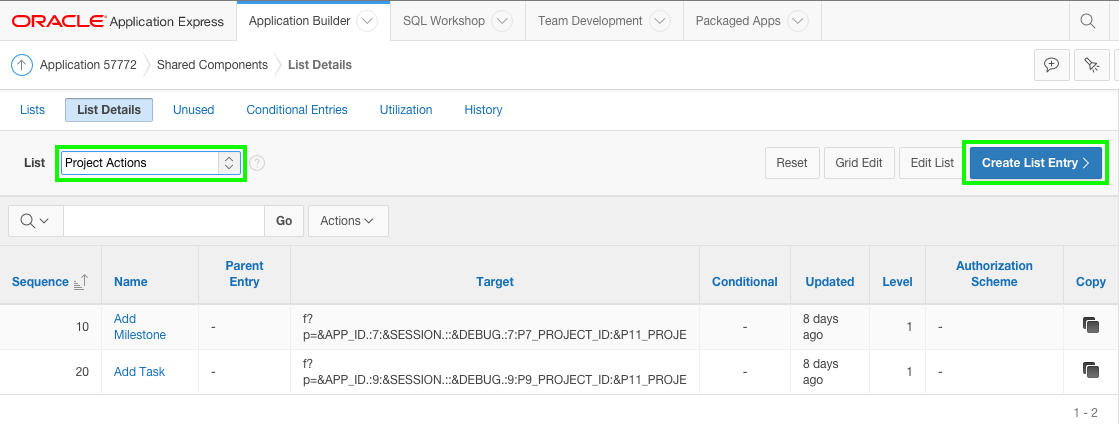 ORACLE Application Express Application Builder SQL Workshop Team Development Packaged Apps
Application 57772 Shared Components List Details
Lists List Details Unused Conditional Entries Utilization History
List Project Actions ? Reset Grid Edit Edit List Create List Entry >
Go Actions
Sequence Name Parent Entry Target Conditional Updated Level Authorization Scheme Copy
10 Add Milestone - f?p=&APP_ID.:7:&SESSION.::&DEBUG.:7:P7_PROJECT_ID:&P11_PROJE - 8 days ago 1 -
20 Add Task - f?p=&APP_ID.:9:&SESSION.::&DEBUG.:9:P9_PROJECT_ID:&P11_PROJE - 8 days ago 1 -
1 - 2